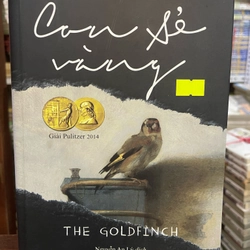 Con sẻ
vàng
Giải Pulitzer 2014
THE GOLDFINCH